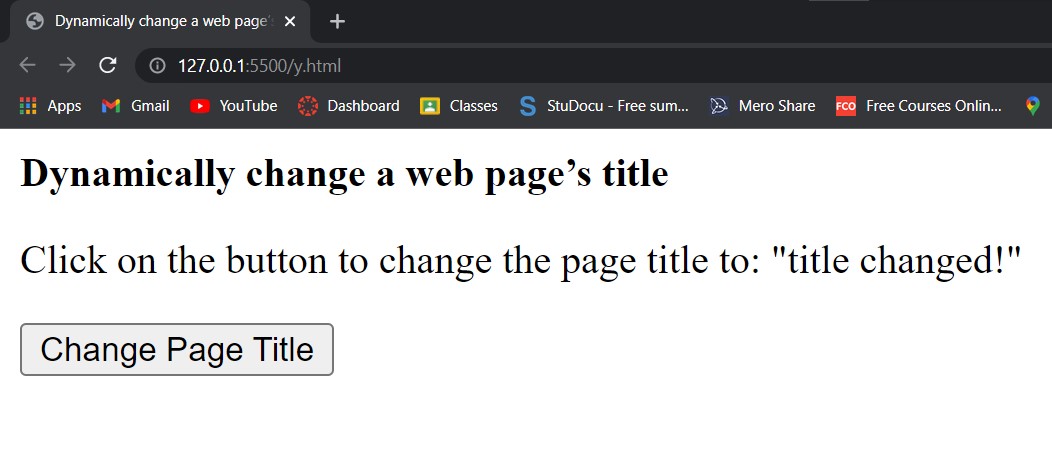 Dynamically change a web page's
127.0.0.1:5500/y.html
Apps Gmail YouTube Dashboard Classes S StuDocu - Free sum... Mero Share FCO Free Courses Onlin...
Dynamically change a web page’s title
Click on the button to change the page title to: "title changed!"
Change Page Title